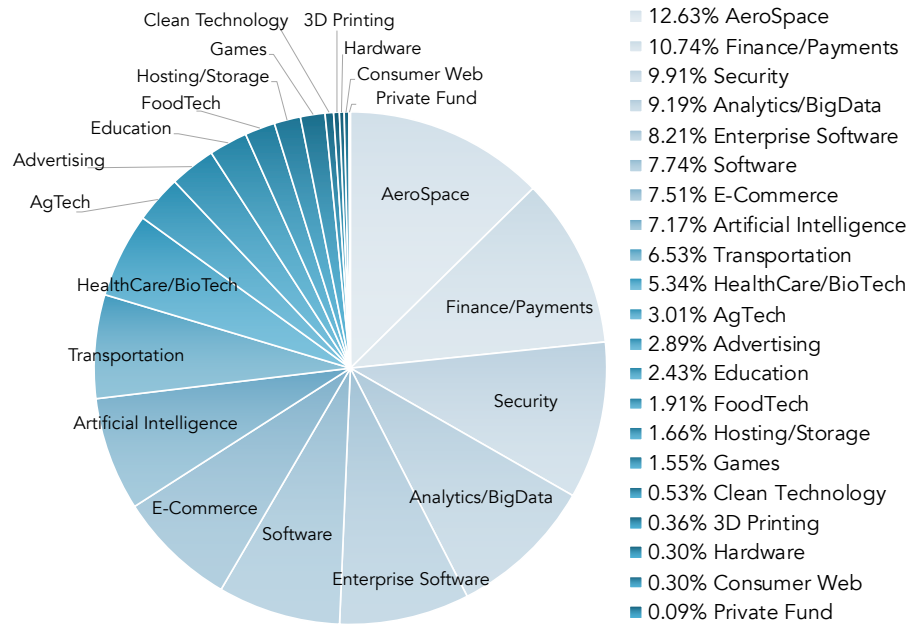 Clean Technology
3D Printing
Games
Hardware
Hosting/Storage
Consumer Web
FoodTech
Private Fund
Education
Advertising
AgTech
AeroSpace
HealthCare/BioTech
Finance/Payments
Transportation
Security
Artificial Intelligence
Analytics/BigData
E-Commerce
Software
Enterprise Software
12.63% AeroSpace
10.74% Finance/Payments
9.91% Security
9.19% Analytics/BigData
8.21% Enterprise Software
7.74% Software
7.51% E-Commerce
7.17% Artificial Intelligence
6.53% Transportation
5.34% HealthCare/BioTech
3.01% AgTech
2.89% Advertising
2.43% Education
1.91% FoodTech
1.66% Hosting/Storage
1.55% Games
0.53% Clean Technology
0.36% 3D Printing
0.30% Hardware
0.30% Consumer Web
0.09% Private Fund